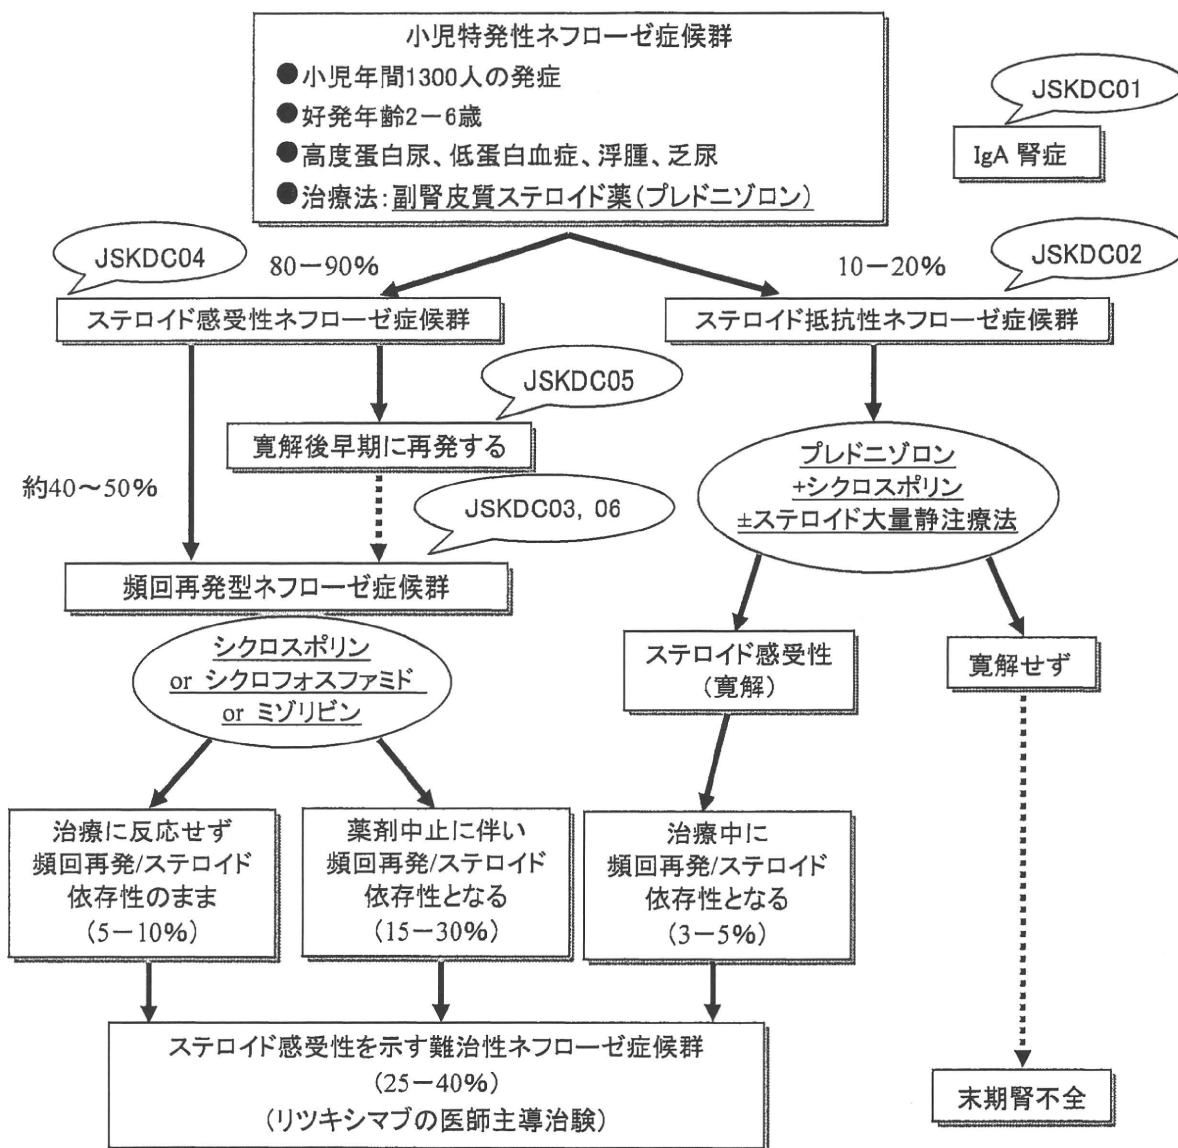 小児特発性ネフローゼ症候群
●小児年間1300人の発症
●好発年齢2－6歳
●高度蛋白尿、低蛋白血症、浮腫、乏尿
●治療法：副腎皮質ステロイド薬（プレドニゾロン）
JSKDC01
IgA 腎症
JSKDC04
80－90%
10－20%
JSKDC02
ステロイド感受性ネフローゼ症候群
ステロイド抵抗性ネフローゼ症候群
JSKDC05
寛解後早期に再発する
約40～50%
JSKDC03, 06
プレドニゾロン
+シクロスポリン
±ステロイド大量静注療法
頻回再発型ネフローゼ症候群
シクロスポリン
or シクロフォスファミド
or ミゾリビン
ステロイド感受性
（寛解）
寛解せず
治療に反応せず
頻回再発/ステロイド
依存性のまま
（5－10%）
薬剤中止に伴い
頻回再発/ステロイド
依存性となる
（15－30%）
治療中に
頻回再発/ステロイド
依存性となる
（3－5%）
ステロイド感受性を示す難治性ネフローゼ症候群
（25－40%）
（リツキシマブの医師主導治験）
末期腎不全